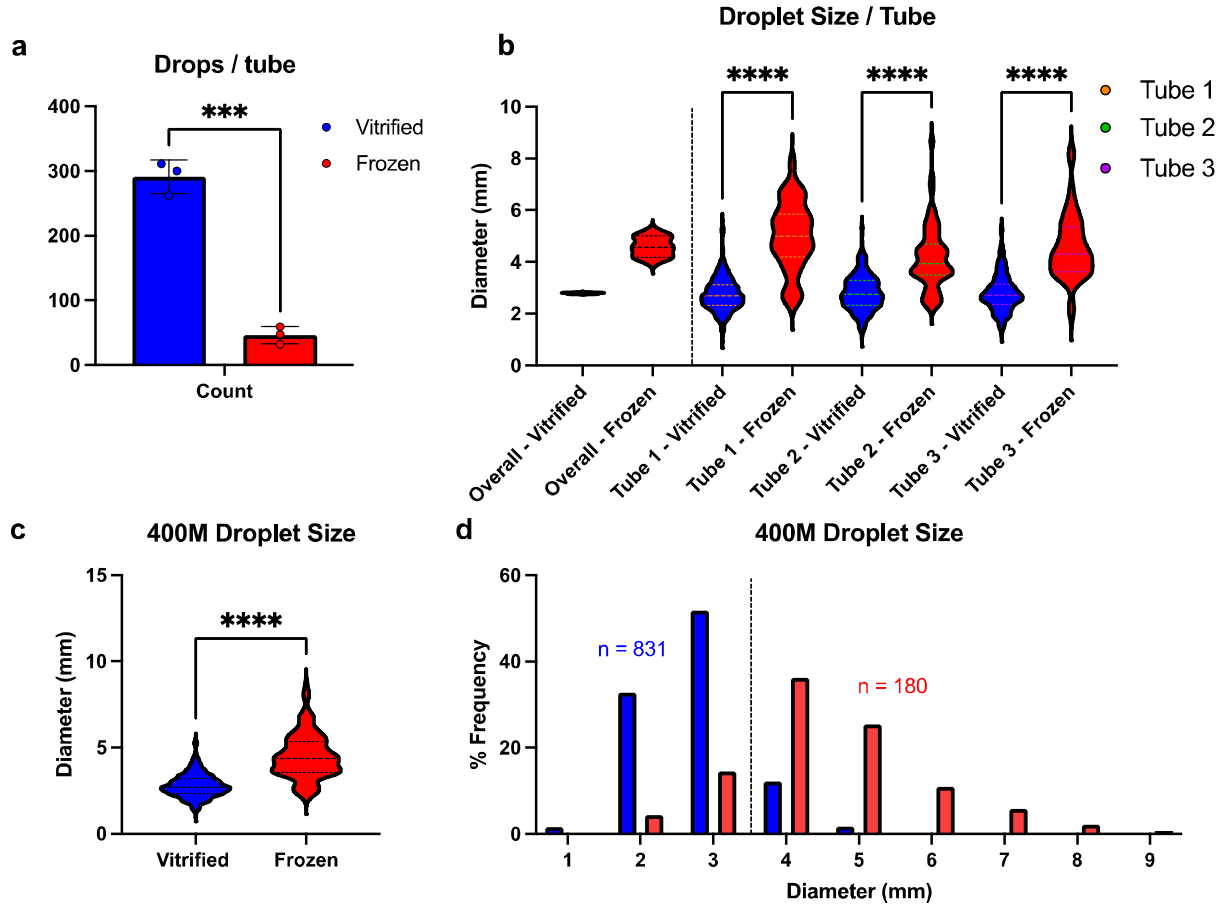 a
Drops / tube
400
300
200
100
0
***
Vitrified
Frozen
Count
Droplet Size / Tube
b
Diameter (mm)
10
8
6
4
2
0
****
****
****
Tube 1
Tube 2
Tube 3
Overall - Vitrified
Overall - Frozen
Tube 1 - Vitrified
Tube 1 - Frozen
Tube 2 - Vitrified
Tube 2 - Frozen
Tube 3 - Vitrified
Tube 3 - Frozen
c
400M Droplet Size
Diameter (mm)
15
10
5
0
****
Vitrified
Frozen
d
400M Droplet Size
% Frequency
60
40
20
0
n = 831
n = 180
1 2 3 4 5 6 7 8 9
Diameter (mm)